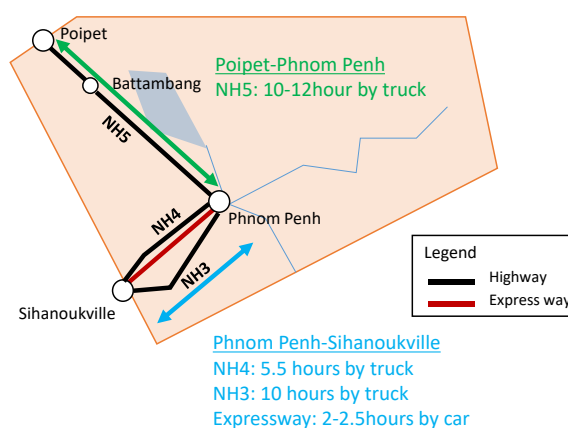 Poipet
Battambang
Poipet-Phnom Penh
NH5: 10-12hour by truck
NH5
NH4
Phnom Penh
NH3
Sihanoukville
Legend
Highway
Express way
Phnom Penh-Sihanoukville
NH4: 5.5 hours by truck
NH3: 10 hours by truck
Expressway: 2-2.5hours by car